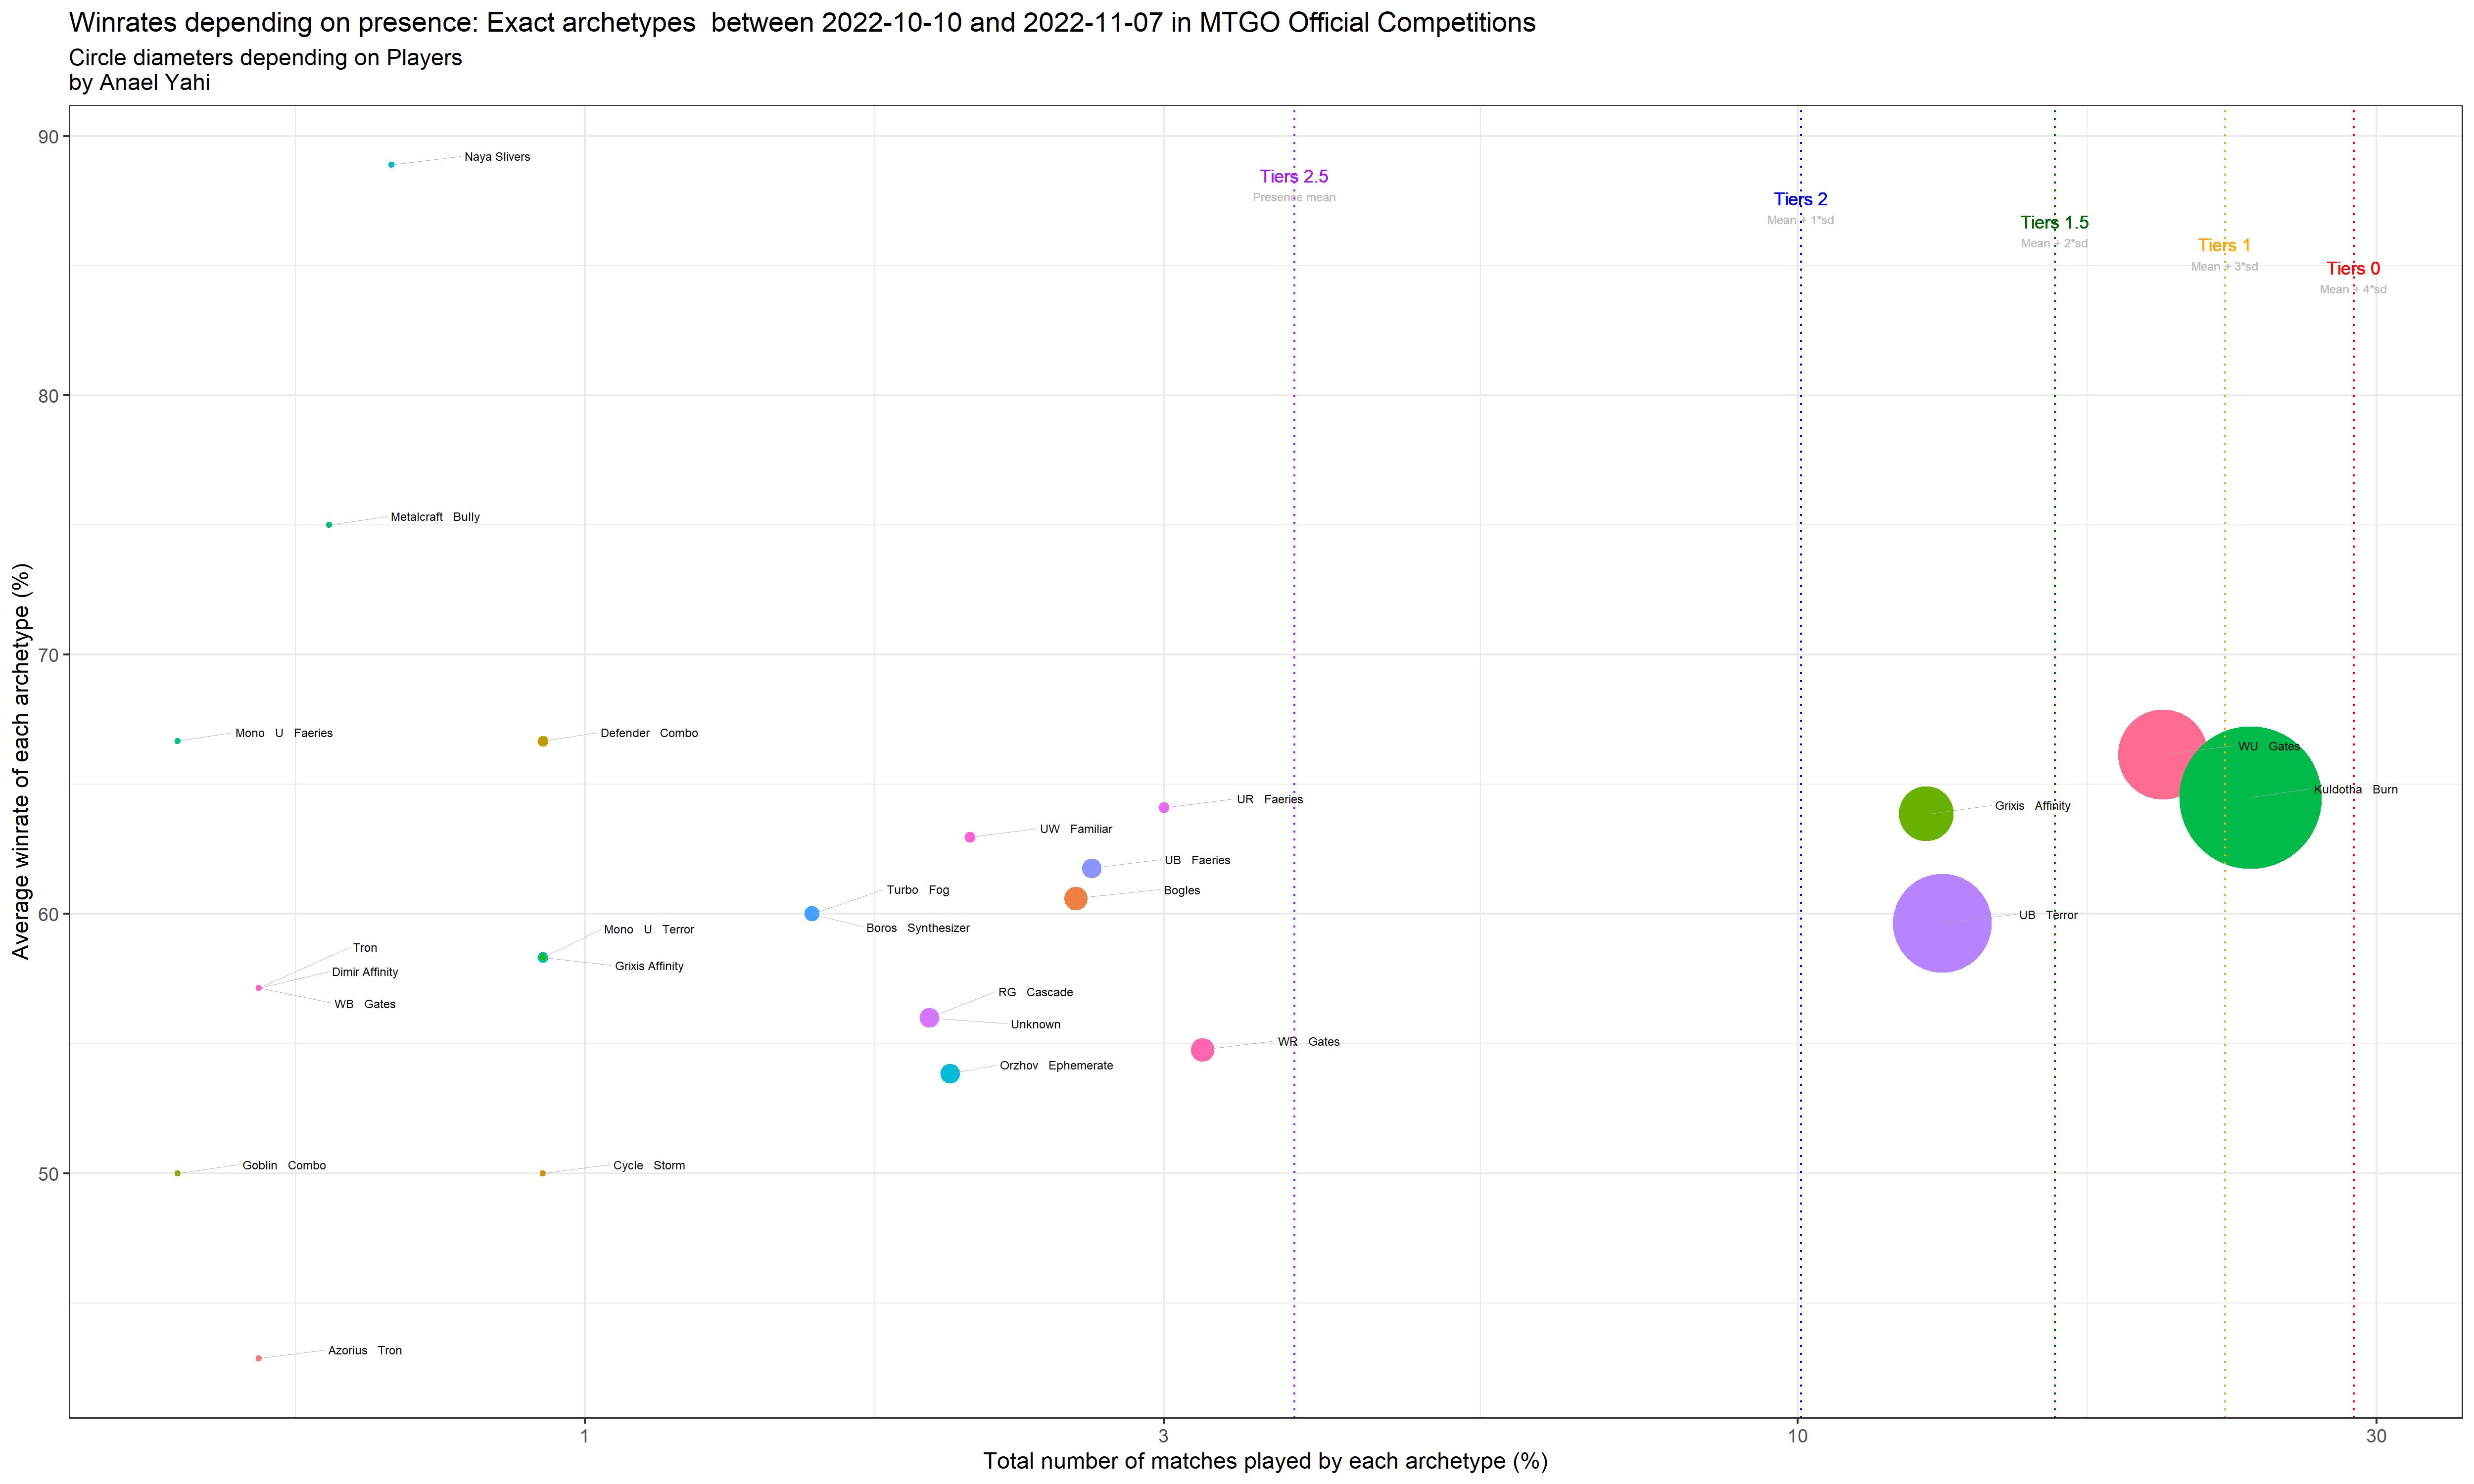 Winrates depending on presence: Exact archetypes  between 2022-10-10 and 2022-11-07 in MTGO Official Competitions
Circle diameters depending on Players
by Anael Yahi
90
Naya Slivers
Tiers 2.5
Presence mean
Tiers 2
Mean + 1*sd
Tiers 1.5
Mean + 2*sd
Tiers 1
Mean + 3*sd
Tiers 0
Mean + 4*sd
80
Metalcraft   Bully
70
Mono   U   Faeries
Defender   Combo
WU   Gates
Kuldotha   Burn
UR   Faeries
Grixis   Affinity
UW   Familiar
UB   Faeries
Turbo   Fog
Bogles
60
UB   Terror
Boros   Synthesizer
Mono   U   Terror
Tron
Grixis Affinity
Dimir Affinity
RG   Cascade
WB   Gates
Unknown
WR   Gates
Orzhov   Ephemerate
50
Goblin   Combo
Cycle   Storm
Azorius   Tron
Average winrate of each archetype (%)
1
3
10
30
Total number of matches played by each archetype (%)